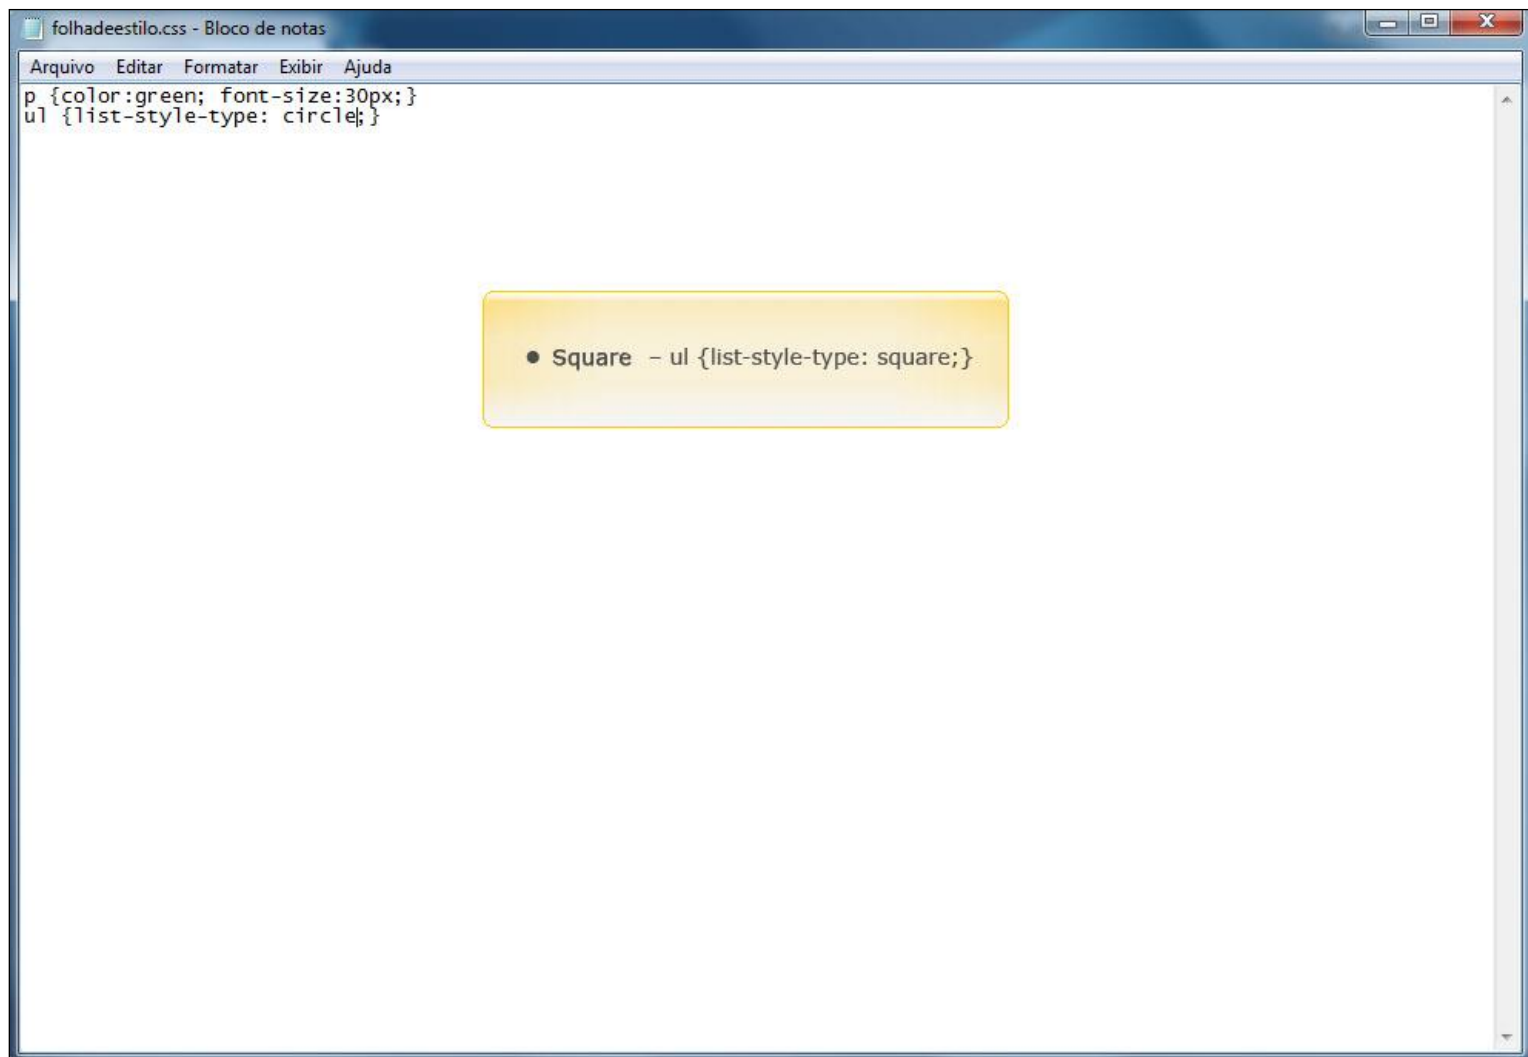 folhadeestilo.css - Bloco de notas
Arquivo Editar Formatar Exibir Ajuda
p {color:green; font-size:30px;}
ul {list-style-type: circle;}
● Square – ul {list-style-type: square;}